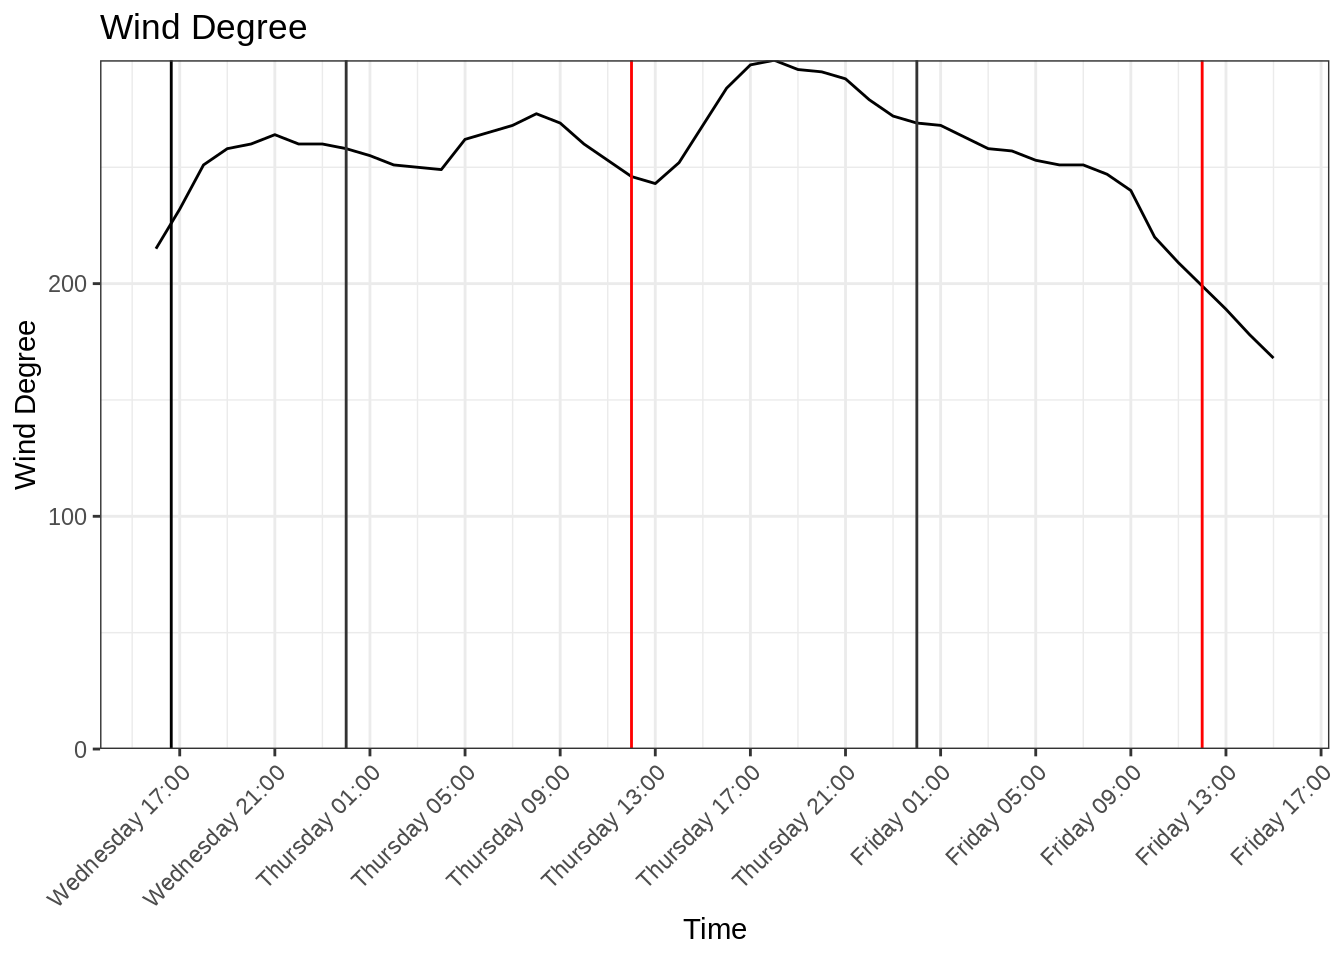 Wind Degree
Wind Degree
200
100
0
Wednesday 17:00
Wednesday 21:00
Thursday 01:00
Thursday 05:00
Thursday 09:00
Thursday 13:00
Thursday 17:00
Thursday 21:00
Friday 01:00
Friday 05:00
Friday 09:00
Friday 13:00
Friday 17:00
Time